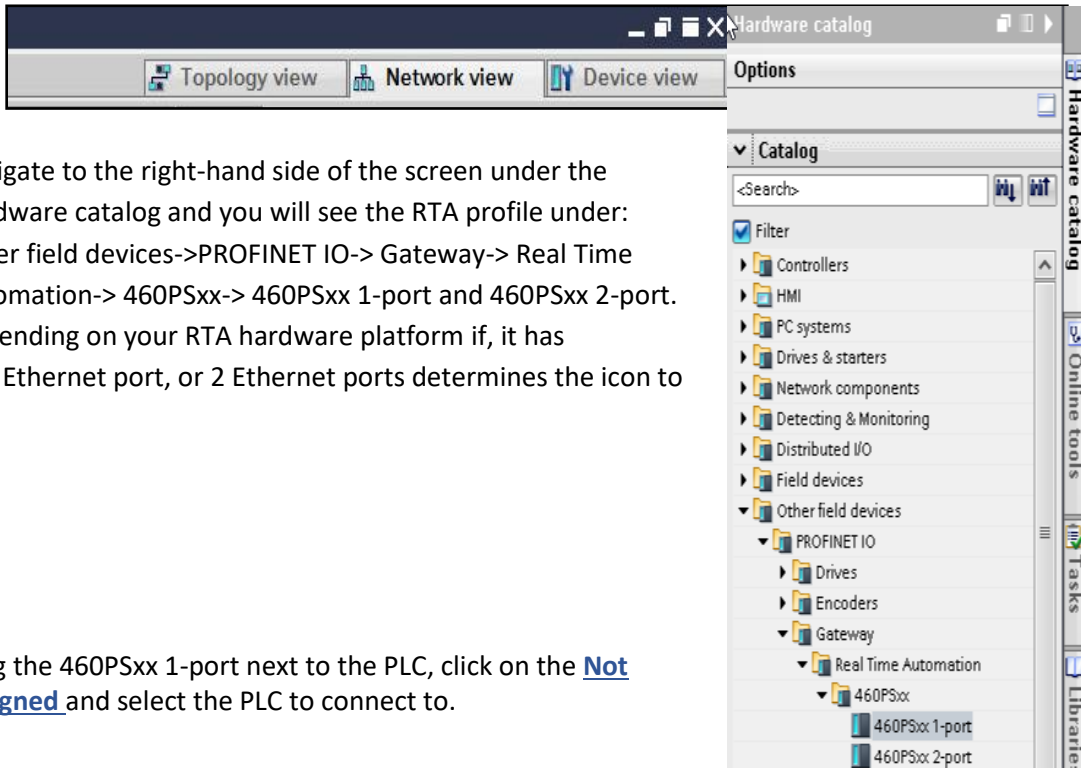 Topology view Network view Device view
igate to the right-hand side of the screen under the
dware catalog and you will see the RTA profile under:
er field devices->PROFINET IO-> Gateway-> Real Time
omation-> 460PSxx-> 460PSxx 1-port and 460PSxx 2-port.
ending on your RTA hardware platform if, it has
Ethernet port, or 2 Ethernet ports determines the icon to
g the 460PSxx 1-port next to the PLC, click on the Not
gned and select the PLC to connect to.
Hardware catalog
Options
Catalog
<Search>
Filter
Controllers
HMI
PC systems
Drives & starters
Network components
Detecting & Monitoring
Distributed I/O
Field devices
Other field devices
PROFINET IO
Drives
Encoders
Gateway
Real Time Automation
460PSxx
460PSxx 1-port
460PSxx 2-port
Hardware catalog
Online tools
Tasks
Libraries